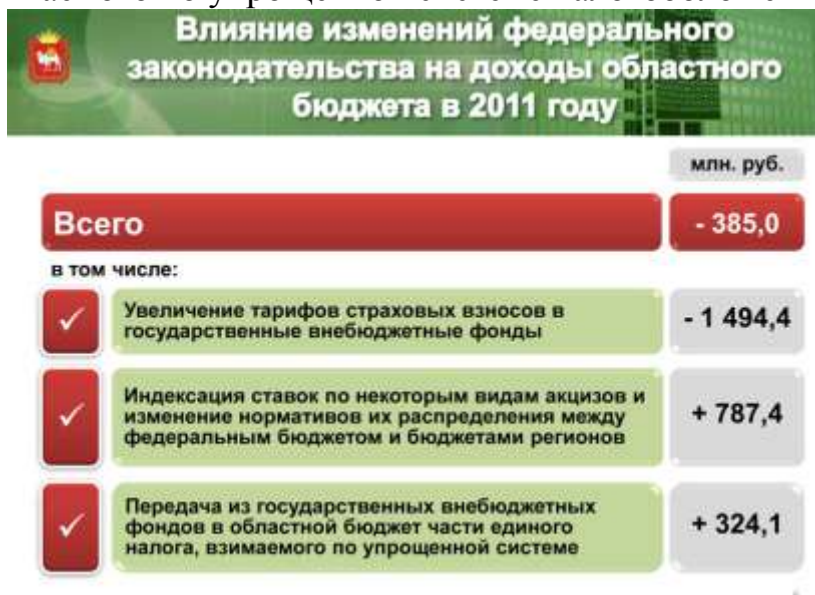 Влияние изменений федерального
законодательства на доходы областного
бюджета в 2011 году
млн. руб.
Всего - 385,0
в том числе:
Увеличение тарифов страховых взносов в
государственные внебюджетные фонды
- 1 494,4
Индексация ставок по некоторым видам акцизов и
изменение нормативов их распределения между
федеральным бюджетом и бюджетами регионов
+ 787,4
Передача из государственных внебюджетных
фондов в областной бюджет части единого
налога, взимаемого по упрощенной системе
+ 324,1